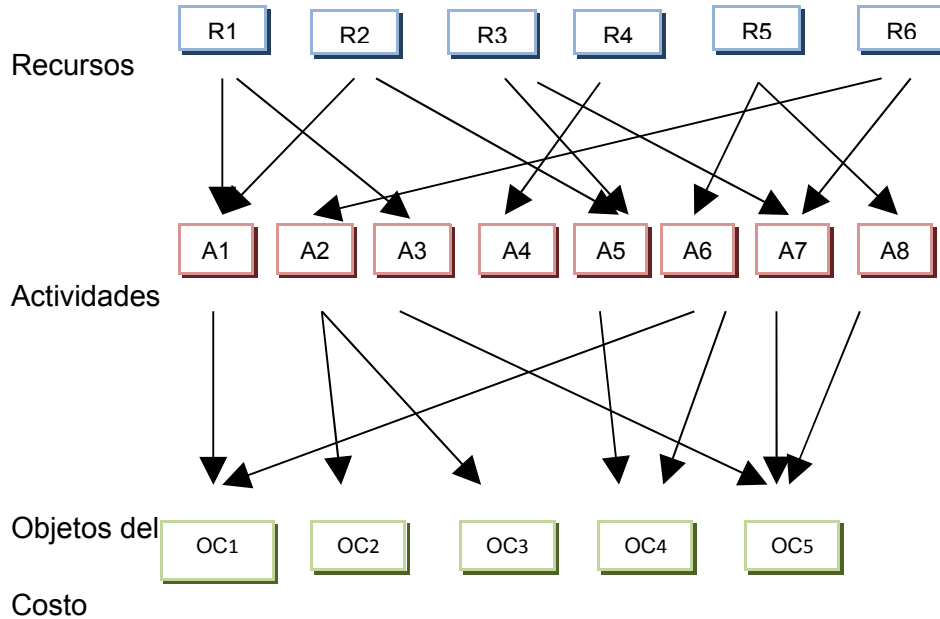 R1 R2 R3 R4 R5 R6
Recursos
A1 A2 A3 A4 A5 A6 A7 A8
Actividades
Objetos del
OC1 OC2 OC3 OC4 OC5
Costo